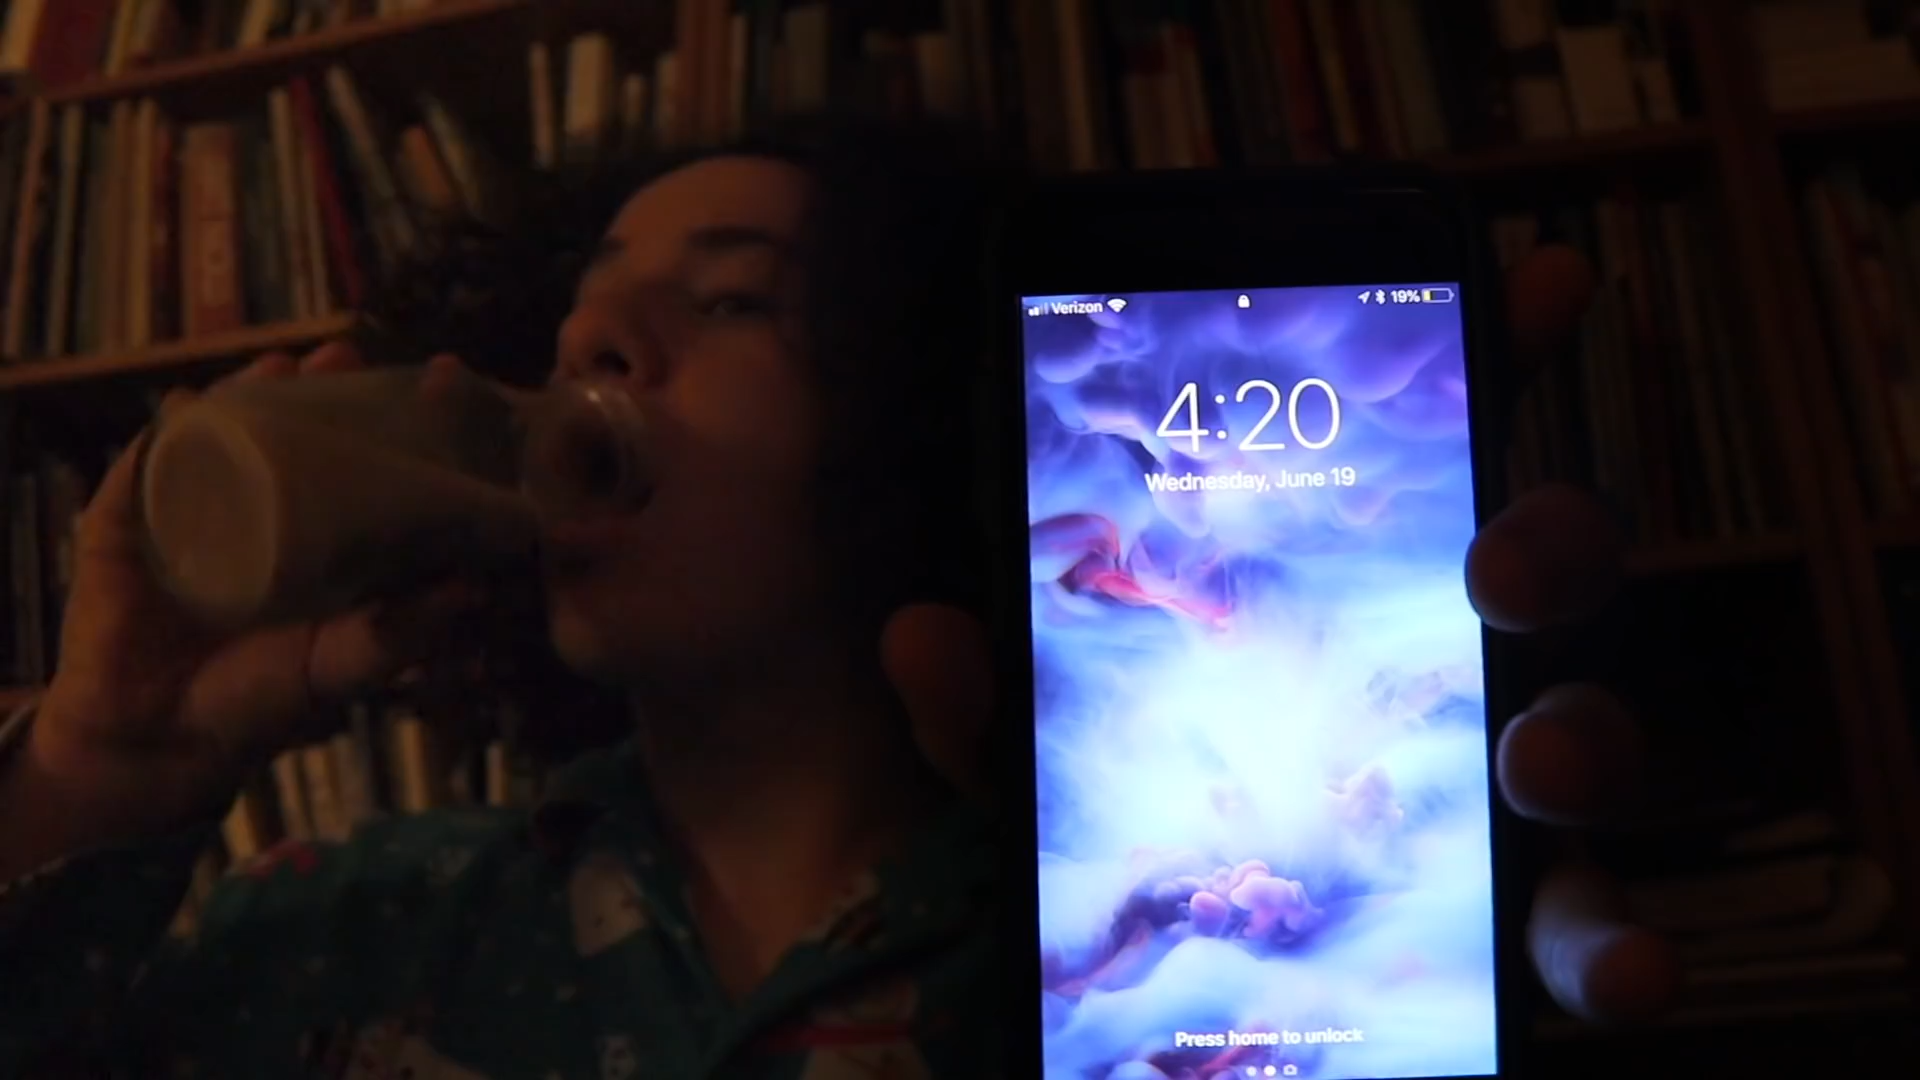 Verizon 19%
4:20
Wednesday, June 19
Press home to unlock